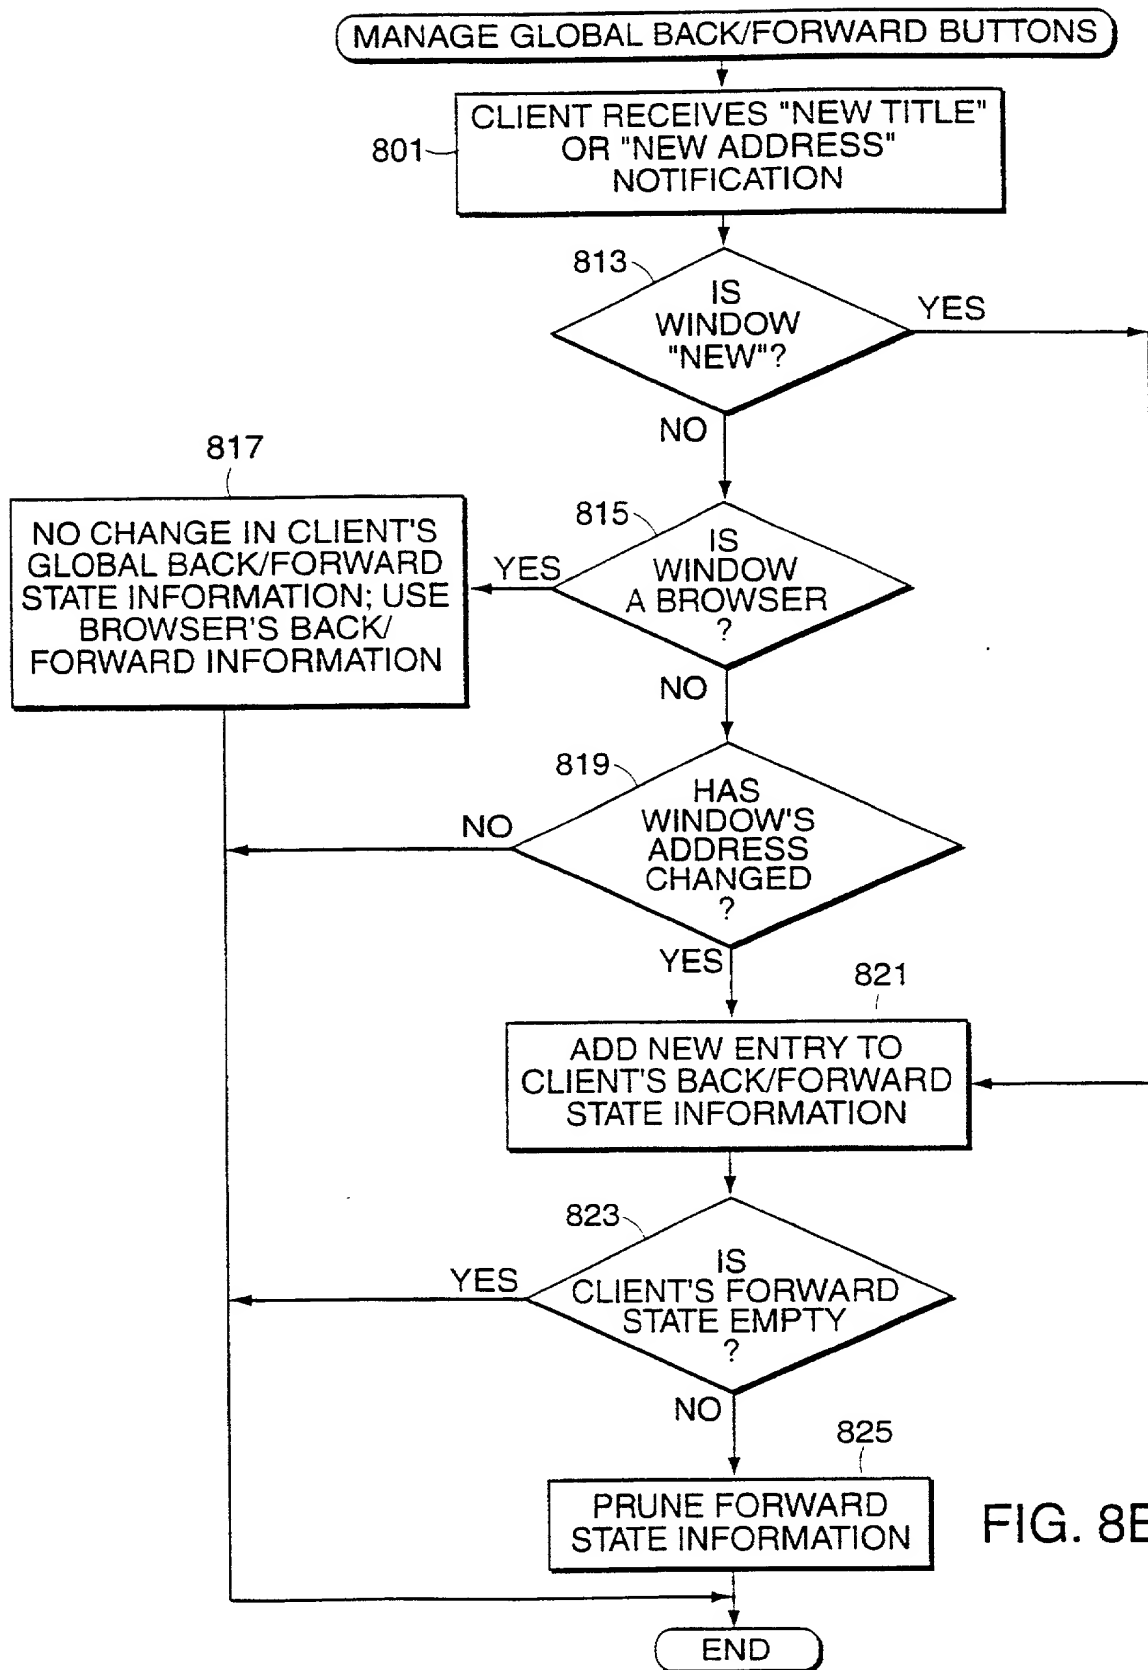 MANAGE GLOBAL BACK/FORWARD BUTTONS
801
CLIENT RECEIVES "NEW TITLE"
OR "NEW ADDRESS"
NOTIFICATION
813
IS
WINDOW
"NEW"?
YES
NO
817
NO CHANGE IN CLIENT'S
GLOBAL BACK/FORWARD
STATE INFORMATION; USE
BROWSER'S BACK/
FORWARD INFORMATION
815
IS
WINDOW
A BROWSER
?
YES
NO
819
HAS
WINDOW'S
ADDRESS
CHANGED
?
NO
YES
821
ADD NEW ENTRY TO
CLIENT'S BACK/FORWARD
STATE INFORMATION
823
IS
CLIENT'S FORWARD
STATE EMPTY
?
YES
NO
825
PRUNE FORWARD
STATE INFORMATION
FIG. 8B
END